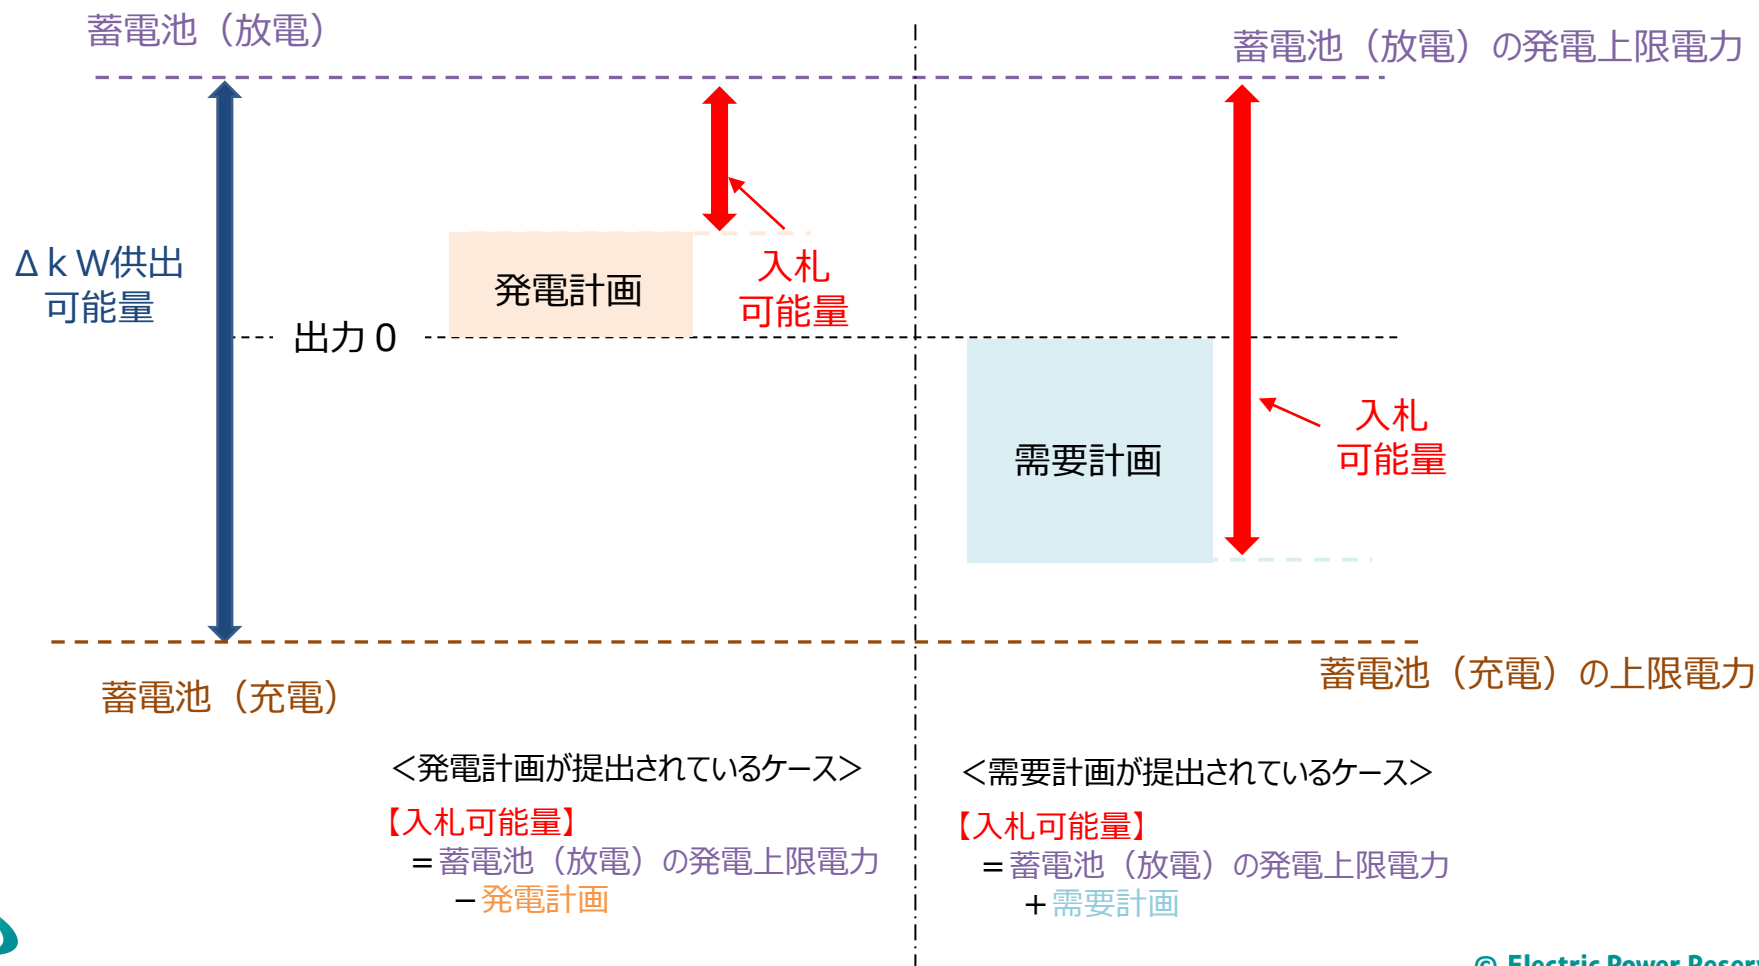 蓄電池（放電）
蓄電池（放電）の発電上限電力
ΔｋＷ供出
可能量
発電計画
入札
可能量
出力０
需要計画
入札
可能量
蓄電池（充電）の上限電力
蓄電池（充電）
＜発電計画が提出されているケース＞
【入札可能量】
＝蓄電池（放電）の発電上限電力
－発電計画
＜需要計画が提出されているケース＞
【入札可能量】
＝蓄電池（放電）の発電上限電力
＋需要計画
© Electric Power